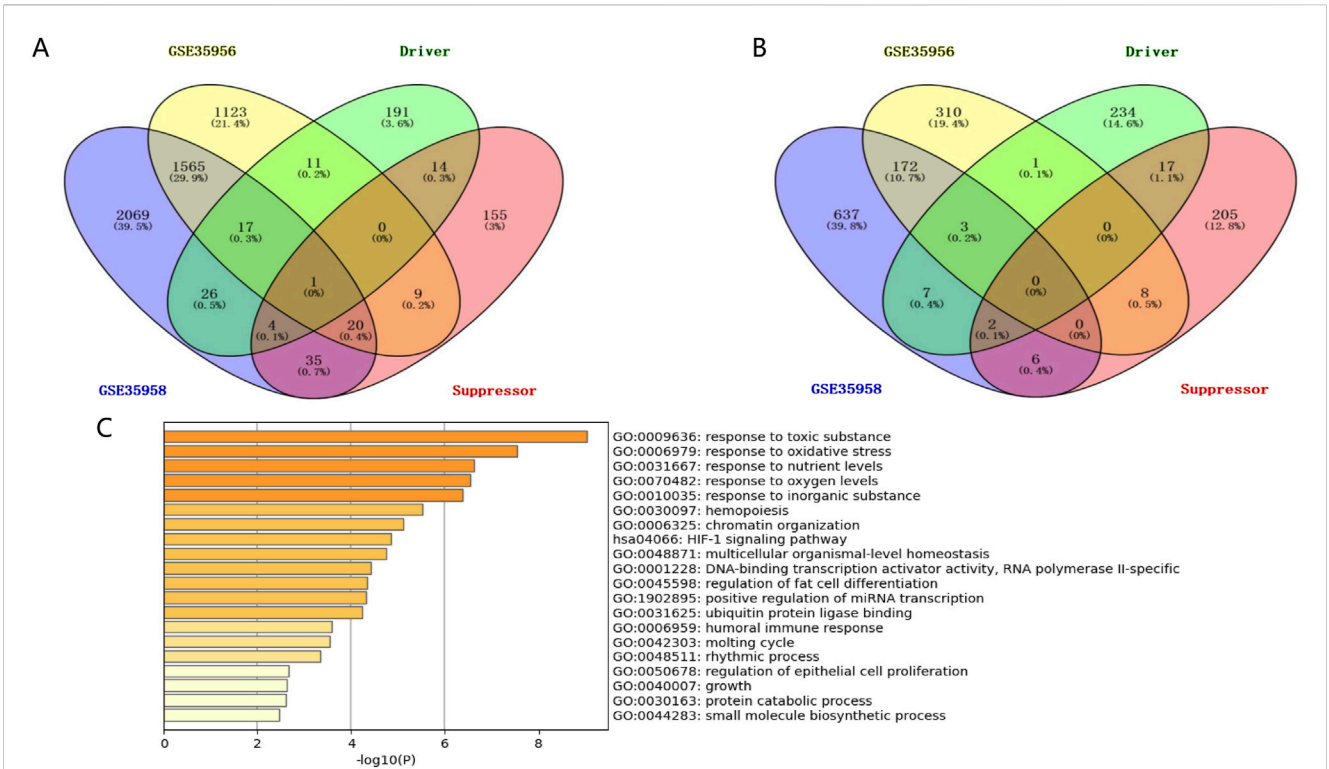 A
GSE35956
Driver
1123
(21.4%)
191
(3.6%)
1565
(29.9%)
11
(0.2%)
14
(0.3%)
2069
(39.5%)
17
(0.3%)
0
(0%)
155
(3%)
26
(0.5%)
1
(0%)
9
(0.2%)
4
(0.1%)
20
(0.4%)
35
(0.7%)
GSE35958
Suppressor
B
GSE35956
Driver
310
(19.4%)
234
(14.6%)
172
(10.7%)
1
(0.1%)
17
(1.1%)
637
(39.8%)
3
(0.2%)
0
(0%)
205
(12.8%)
7
(0.4%)
0
(0%)
8
(0.5%)
2
(0.1%)
0
(0%)
6
(0.4%)
GSE35958
Suppressor
C
GO:0009636: response to toxic substance
GO:0006979: response to oxidative stress
GO:0031667: response to nutrient levels
GO:0070482: response to oxygen levels
GO:0010035: response to inorganic substance
GO:0030097: hemopoiesis
GO:0006325: chromatin organization
hsa04066: HIF-1 signaling pathway
GO:0048871: multicellular organismal-level homeostasis
GO:0001228: DNA-binding transcription activator activity, RNA polymerase II-specific
GO:0045598: regulation of fat cell differentiation
GO:1902895: positive regulation of miRNA transcription
GO:0031625: ubiquitin protein ligase binding
GO:0006959: humoral immune response
GO:0042303: molting cycle
GO:0048511: rhythmic process
GO:0050678: regulation of epithelial cell proliferation
GO:0040007: growth
GO:0030163: protein catabolic process
GO:0044283: small molecule biosynthetic process
0 2 4 6 8
-log10(P)